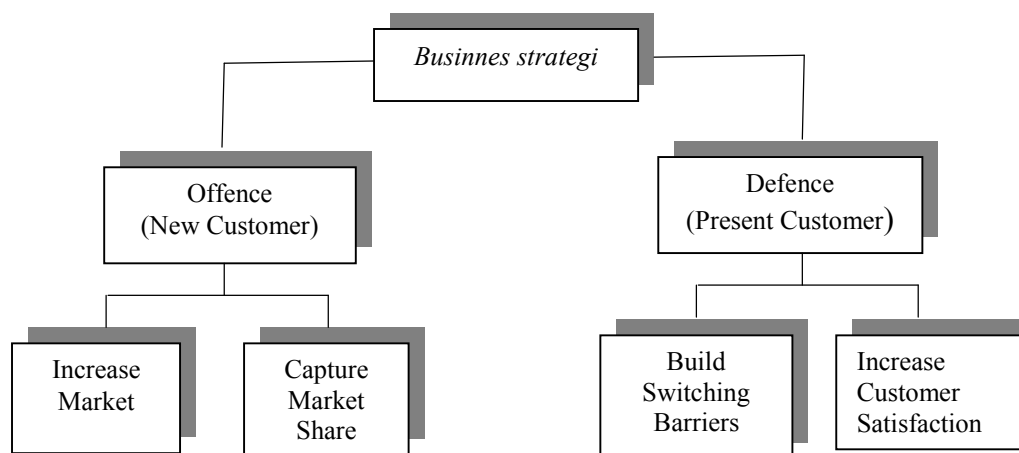 Businnes strategi
Offence
(New Customer)
Defence
(Present Customer)
Increase
Market
Capture
Market
Share
Build
Switching
Barriers
Increase
Customer
Satisfaction